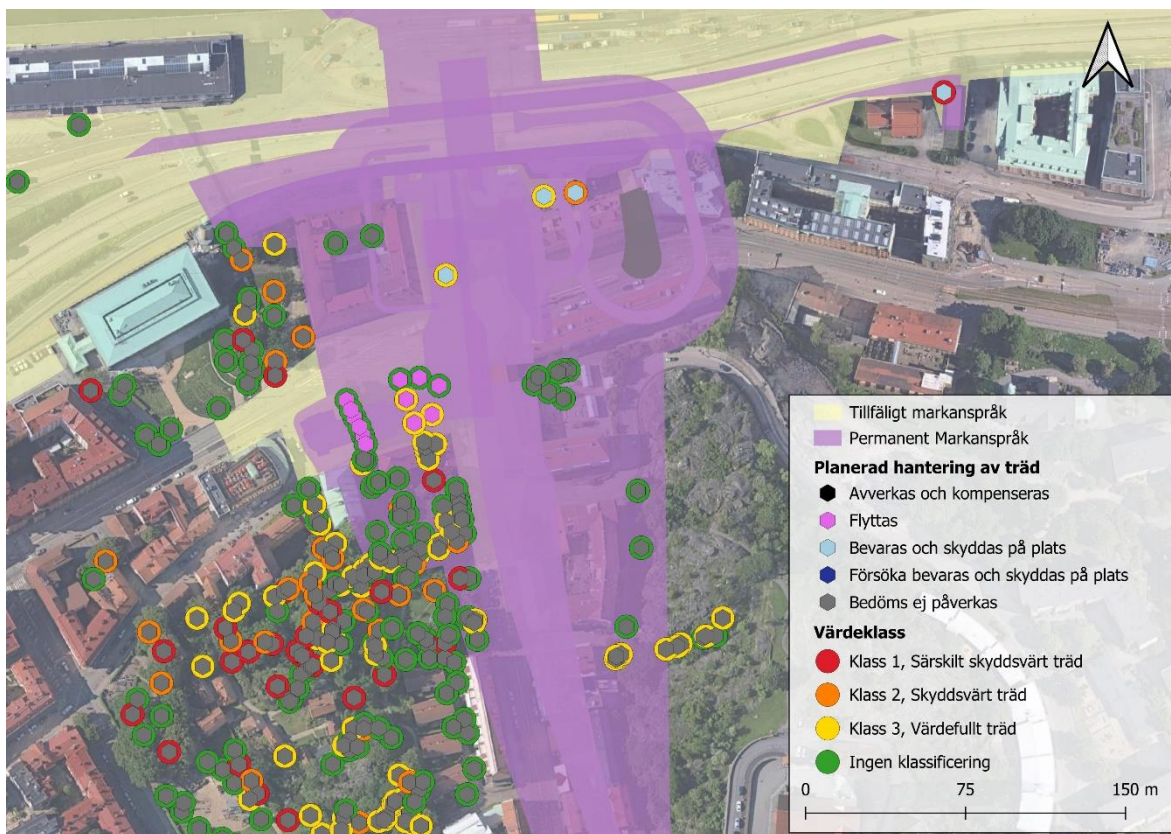 Tillfäligt markanspråk
Permanent Markanspråk
Planerad hantering av träd
Avverkas och kompenseras
Flyttas
Bevaras och skyddas på plats
Försöka bevaras och skyddas på plats
Bedöms ej påverkas
Värdeklass
Klass 1, Särskilt skyddsvärt träd
Klass 2, Skyddsvärt träd
Klass 3, Värdefullt träd
Ingen klassificering
0 75 150 m